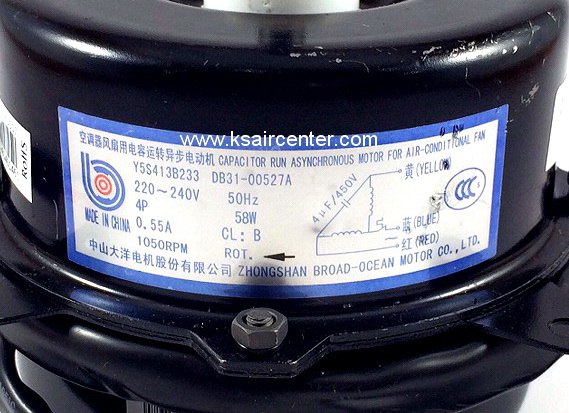 www.ksaircenter.com
空调器风扇用电容运转异步电动机 CAPACITOR RUN ASYNCHRONOUS MOTOR FOR AIR-CONDITIONAL FAN
Y5S413B233 DB31-00527A
220~240V 50Hz
4P 58W
0.55A CL: B
1050RPM ROT.
MADE IN CHINA
4μF/450V
黄(YELLOW)
蓝(BLUE)
红(RED)
CCC
中山大洋电机股份有限公司 ZHONGSHAN BROAD-OCEAN MOTOR CO., LTD.
RoHS